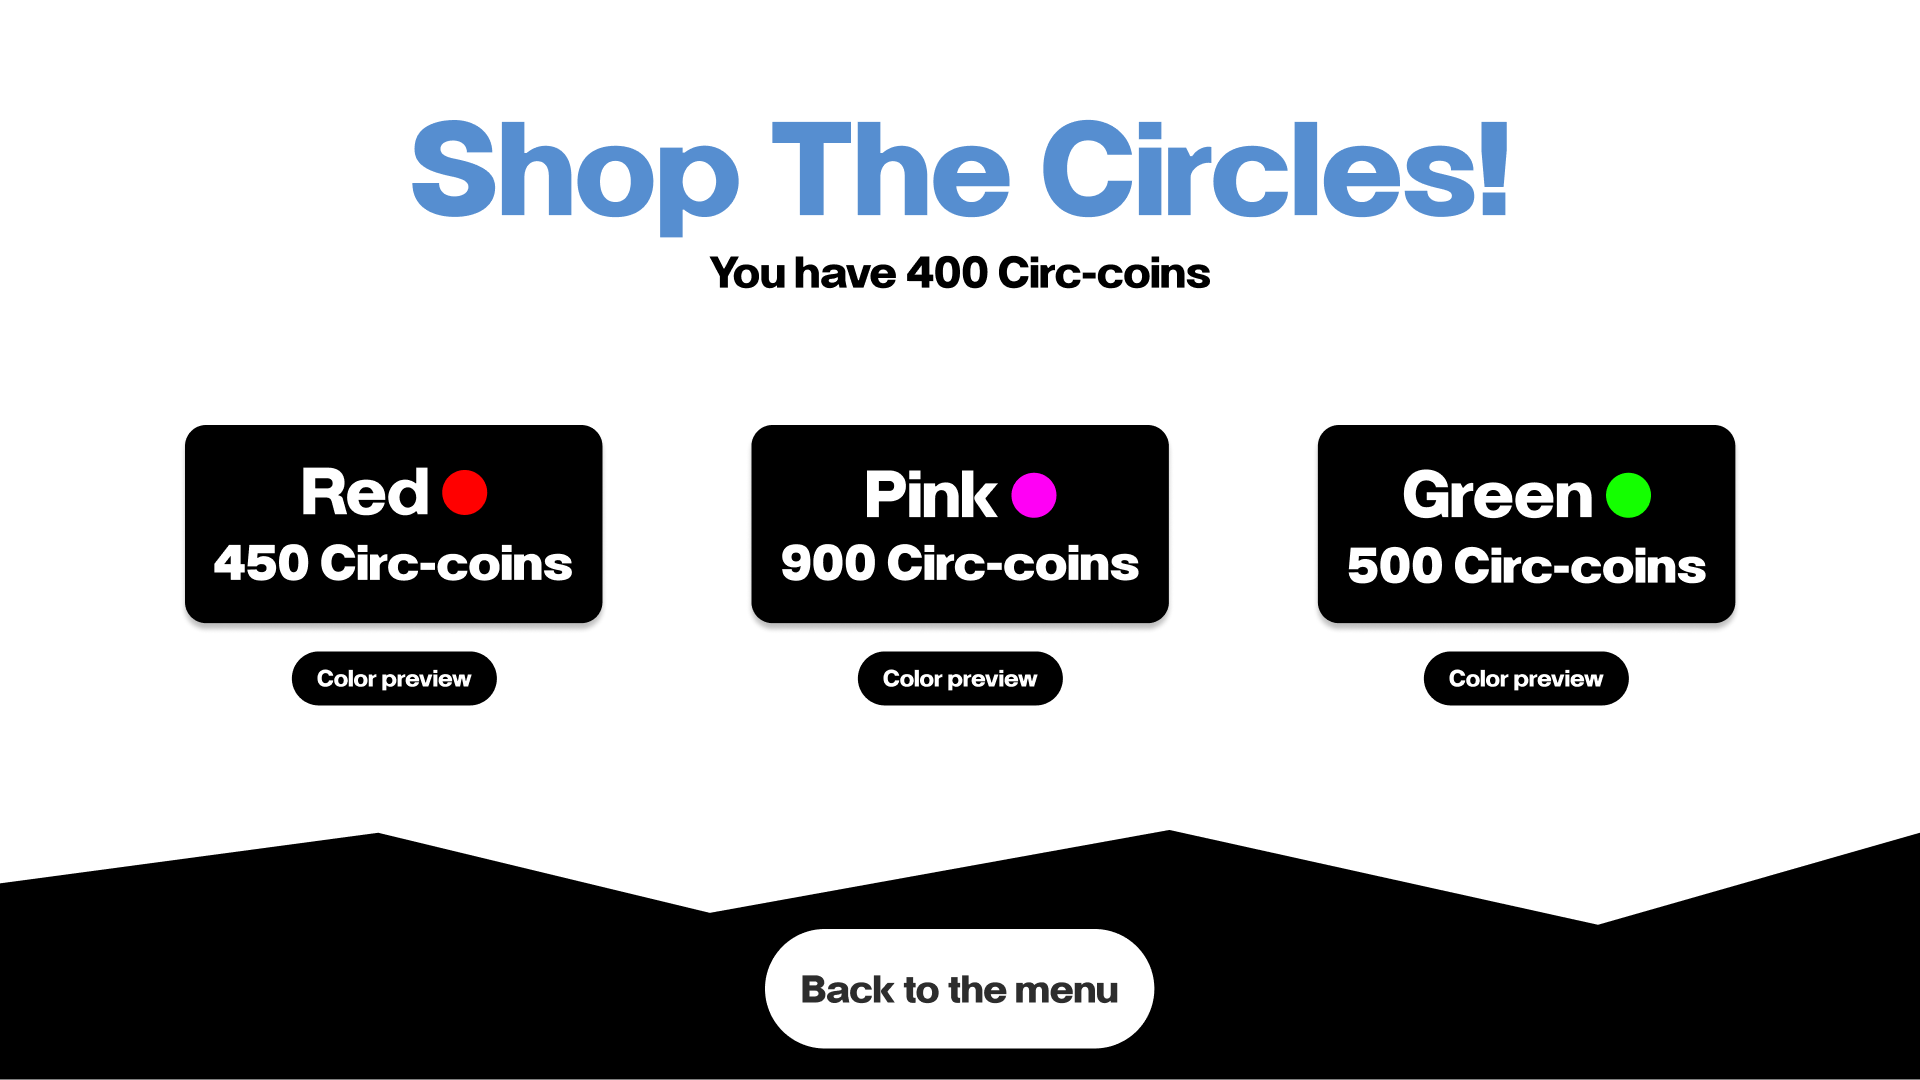 Shop The Circles!
You have 400 Circ-coins
Red
450 Circ-coins
Color preview
Pink
900 Circ-coins
Color preview
Green
500 Circ-coins
Color preview
Back to the menu